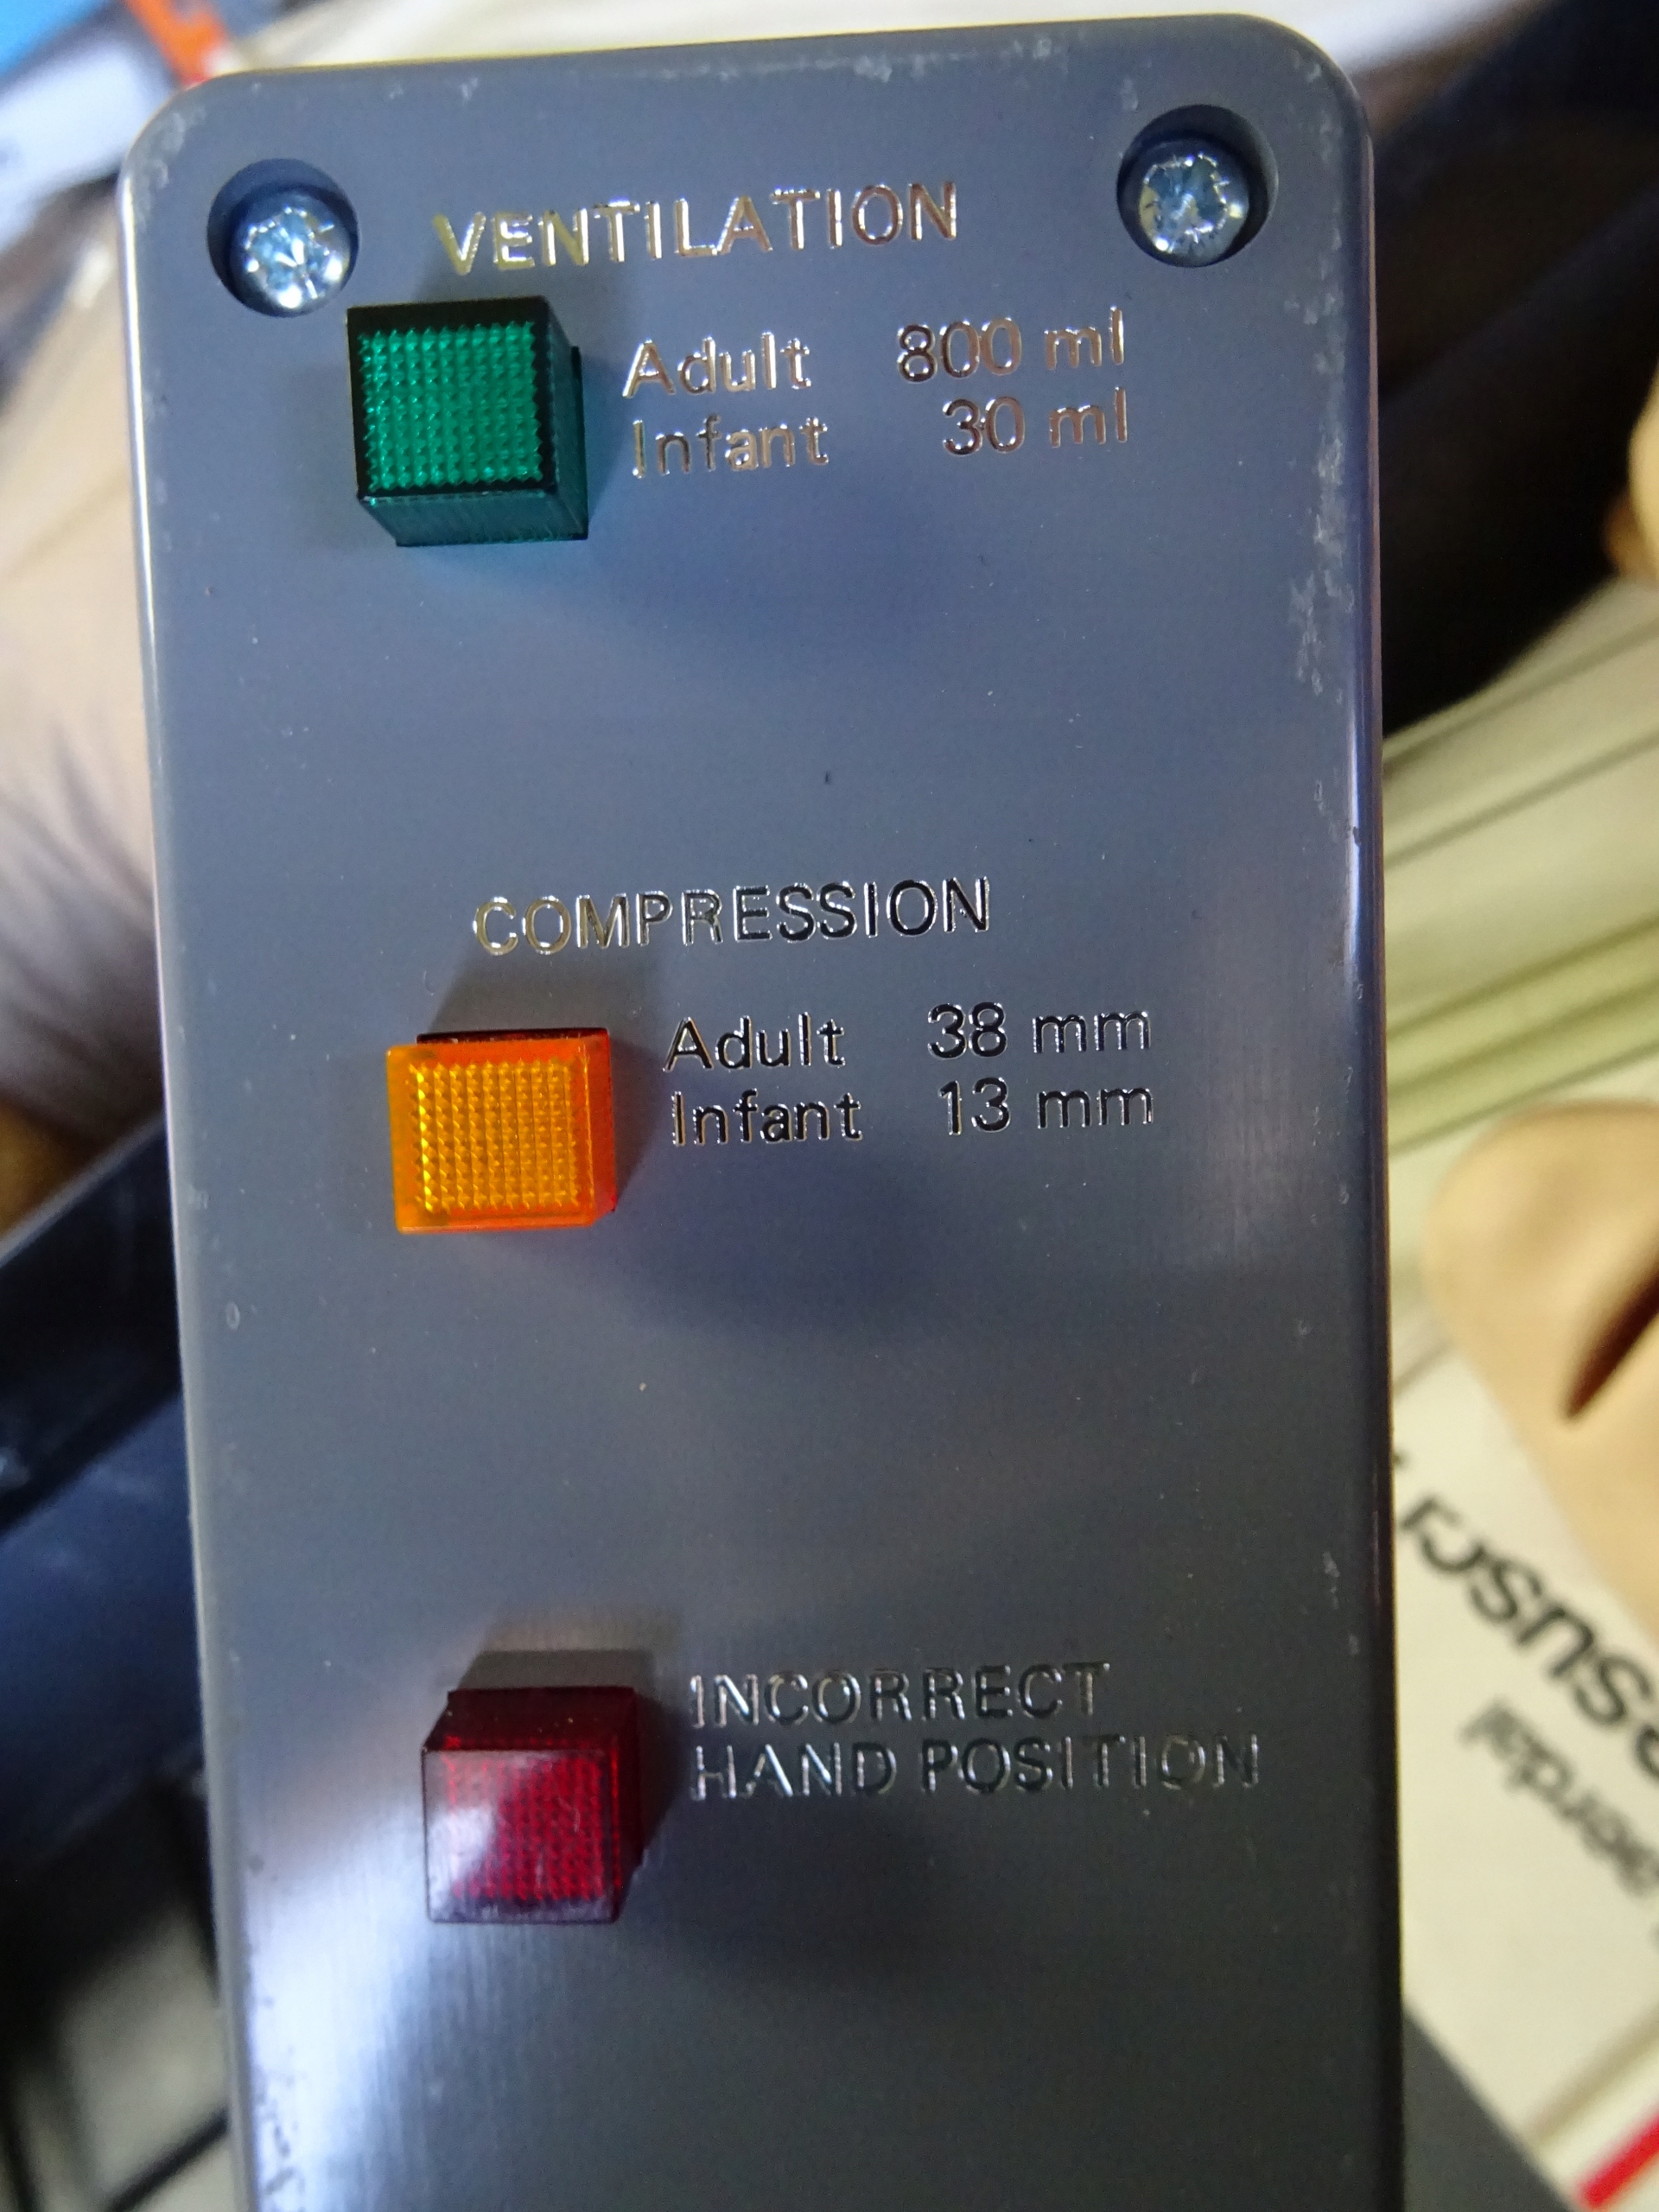 VENTILATION
Adult 800 ml
Infant 30 ml
COMPRESSION
Adult 38 mm
Infant 13 mm
INCORRECT
HAND POSITION